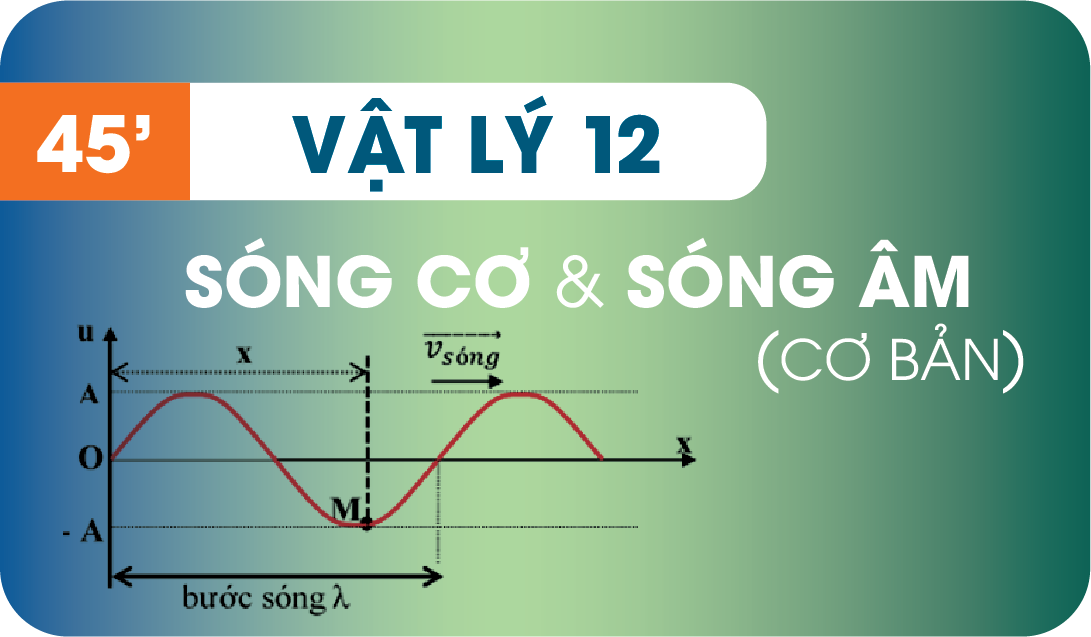 45’
VẬT LÝ 12
SÓNG CƠ & SÓNG ÂM
(CƠ BẢN)
u
x
v sóng
A
O
x
M
- A
bước sóng λ